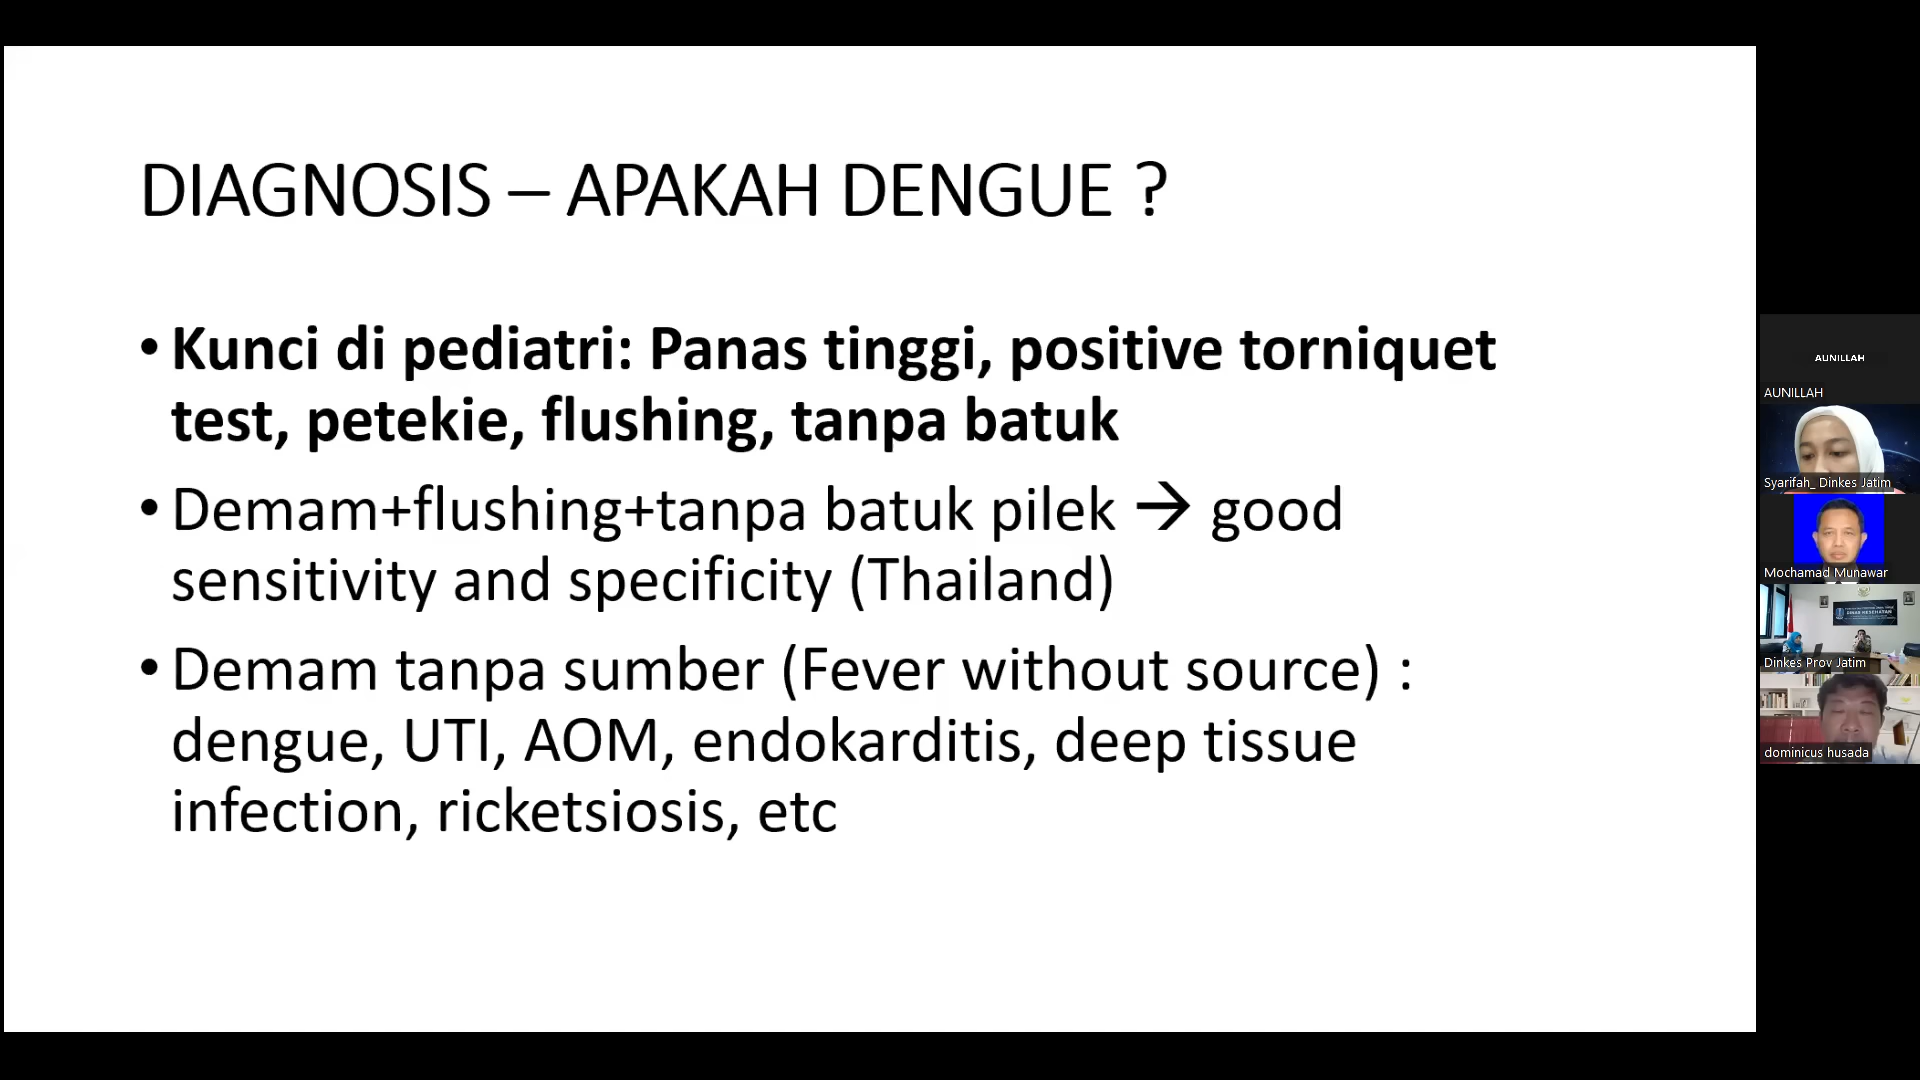 DIAGNOSIS – APAKAH DENGUE ?
• Kunci di pediatri: Panas tinggi, positive torniquet
test, petekie, flushing, tanpa batuk
• Demam+flushing+tanpa batuk pilek → good
sensitivity and specificity (Thailand)
• Demam tanpa sumber (Fever without source) :
dengue, UTI, AOM, endokarditis, deep tissue
infection, ricketsiosis, etc
AUNILLAH
AUNILLAH
Syarifah_ Dinkes Jatim
Mochamad Munawar
Dinkes Prov Jatim
dominicus husada